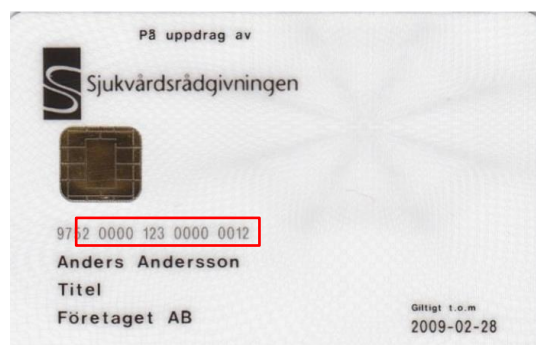 På uppdrag av
Sjukvårdsrådgivningen
9752 0000 123 0000 0012
Anders Andersson
Titel
Företaget AB
Giltigt t.o.m
2009-02-28